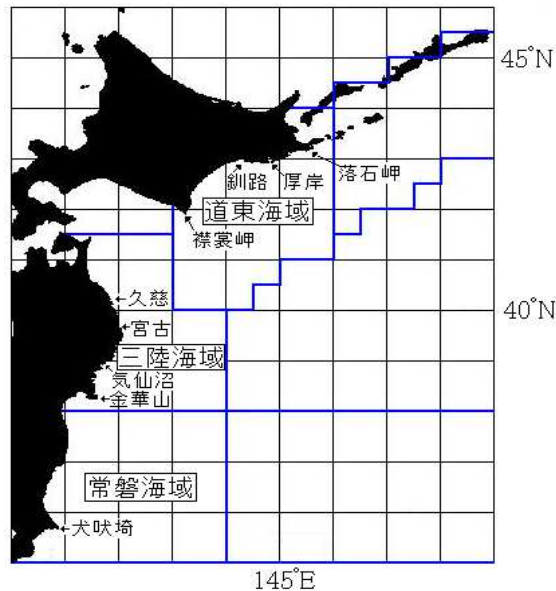 45°N
落石岬
釧路
厚岸
道東海域
襟裳岬
久慈
40°N
宮古
三陸海域
気仙沼
金華山
常磐海域
犬吠埼
145°E